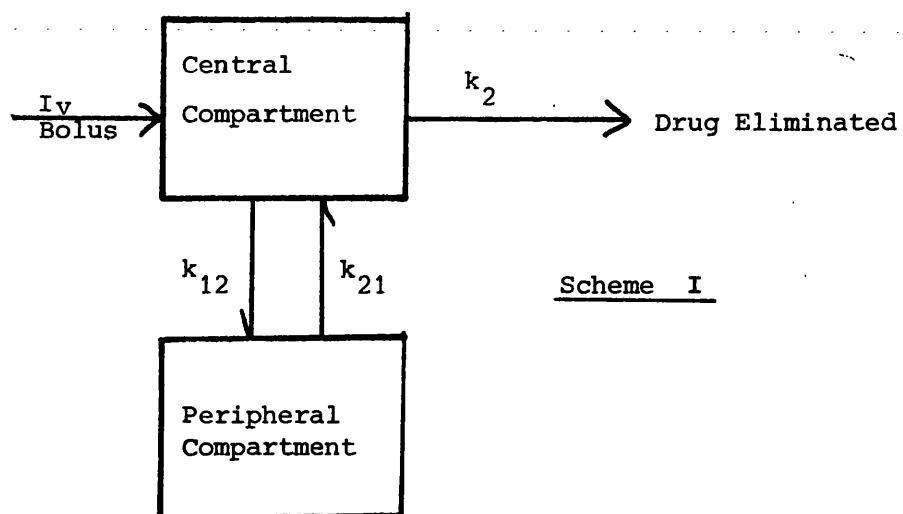 Central
Compartment
Iv
Bolus
k2
Drug Eliminated
k12
k21
Scheme I
Peripheral
Compartment